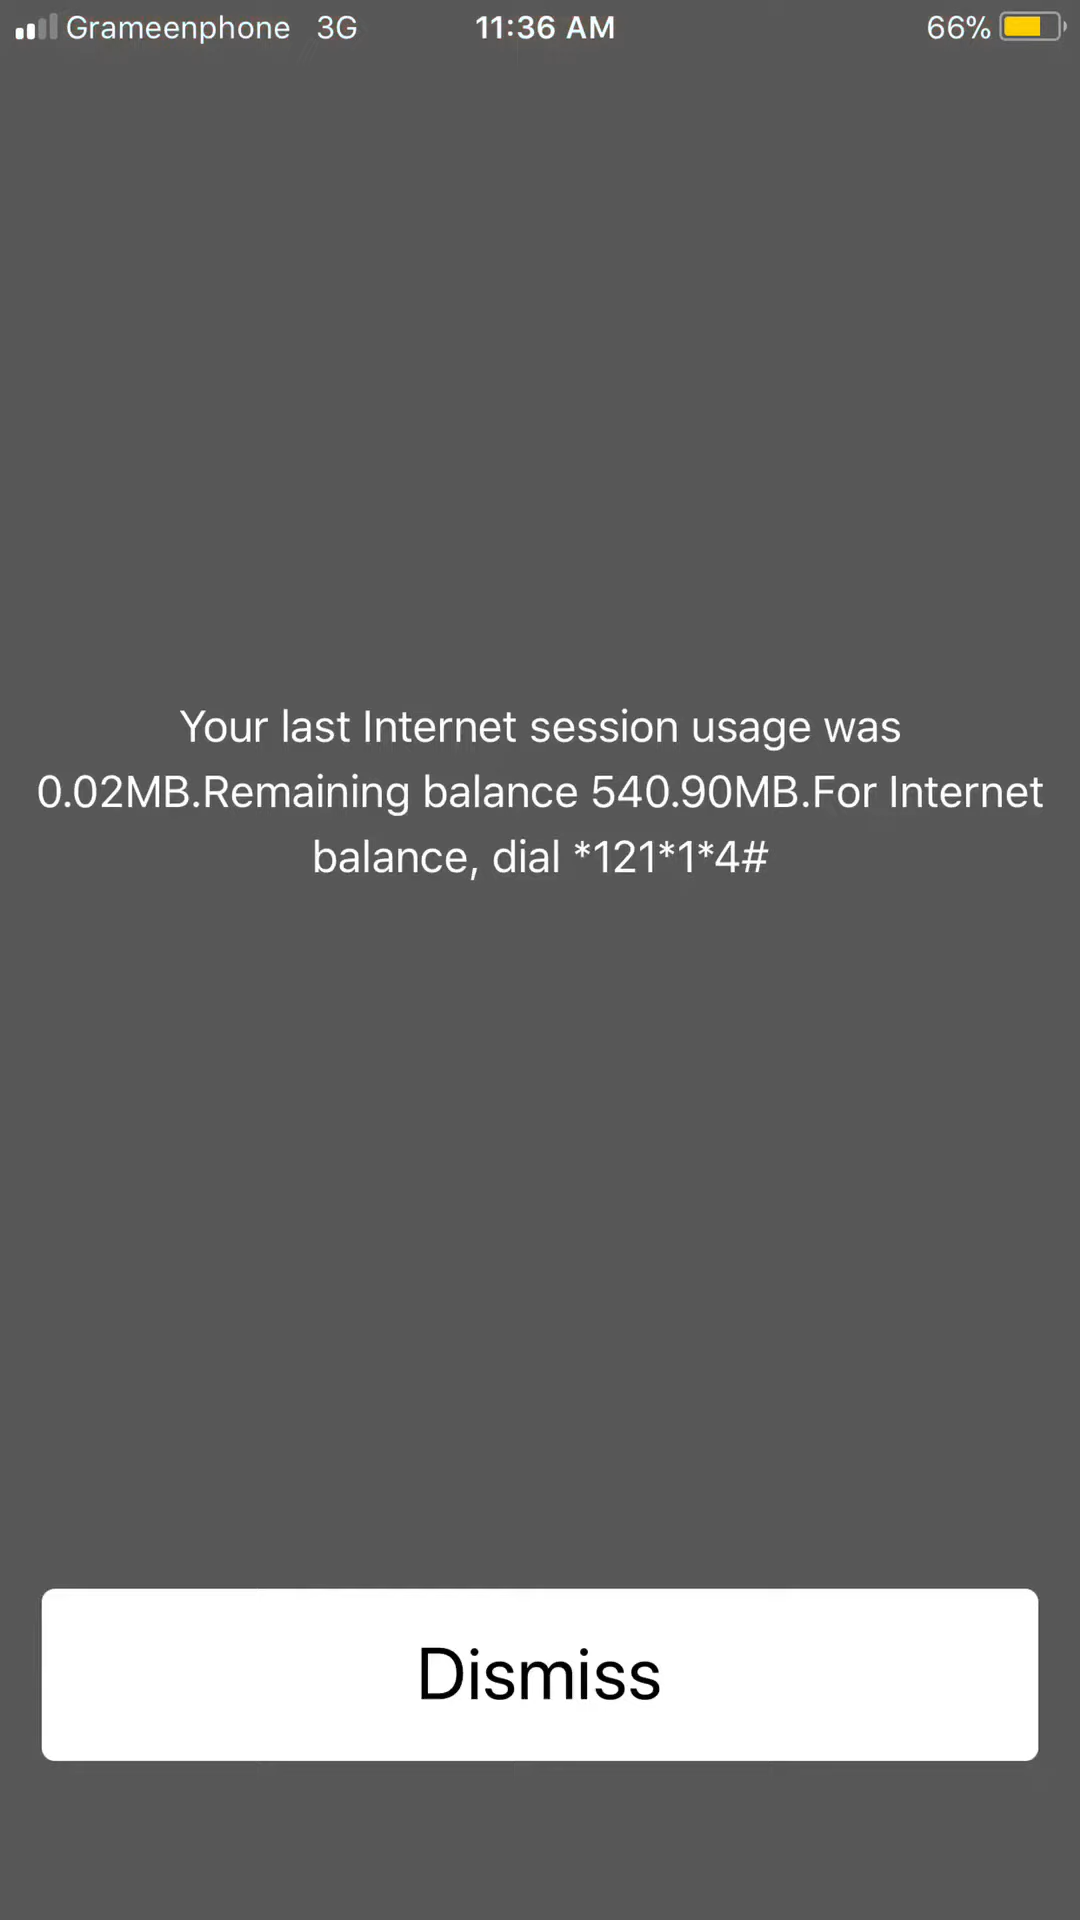 Grameenphone 3G 11:36 AM 66%
Your last Internet session usage was
0.02MB.Remaining balance 540.90MB.For Internet
balance, dial *121*1*4#
Dismiss